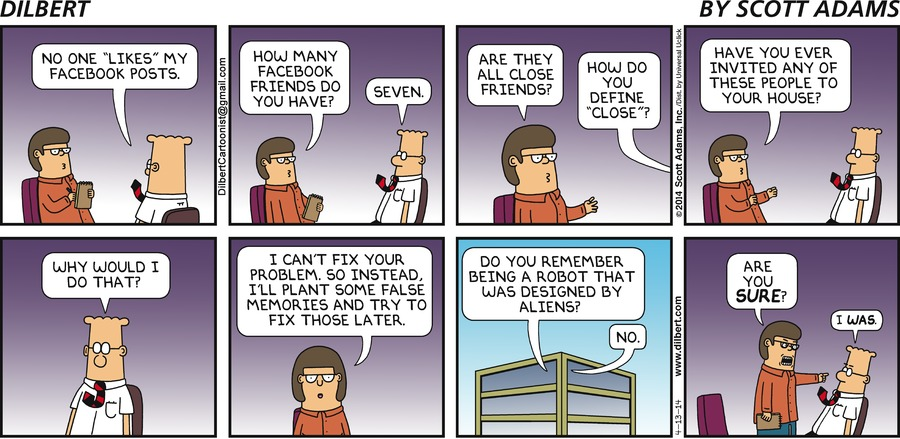 DILBERT
BY SCOTT ADAMS
NO ONE "LIKES" MY
FACEBOOK POSTS.
DilbertCartoonist@gmail.com
HOW MANY
FACEBOOK
FRIENDS DO
YOU HAVE?
SEVEN.
ARE THEY
ALL CLOSE
FRIENDS?
HOW DO
YOU
DEFINE
"CLOSE"?
©2014 Scott Adams, Inc. /Dist. by Universal Uclick
HAVE YOU EVER
INVITED ANY OF
THESE PEOPLE TO
YOUR HOUSE?
WHY WOULD I
DO THAT?
I CAN'T FIX YOUR
PROBLEM. SO INSTEAD,
I'LL PLANT SOME FALSE
MEMORIES AND TRY TO
FIX THOSE LATER.
DO YOU REMEMBER
BEING A ROBOT THAT
WAS DESIGNED BY
ALIENS?
NO.
4-13-14 www.dilbert.com
ARE
YOU
SURE?
I WAS.